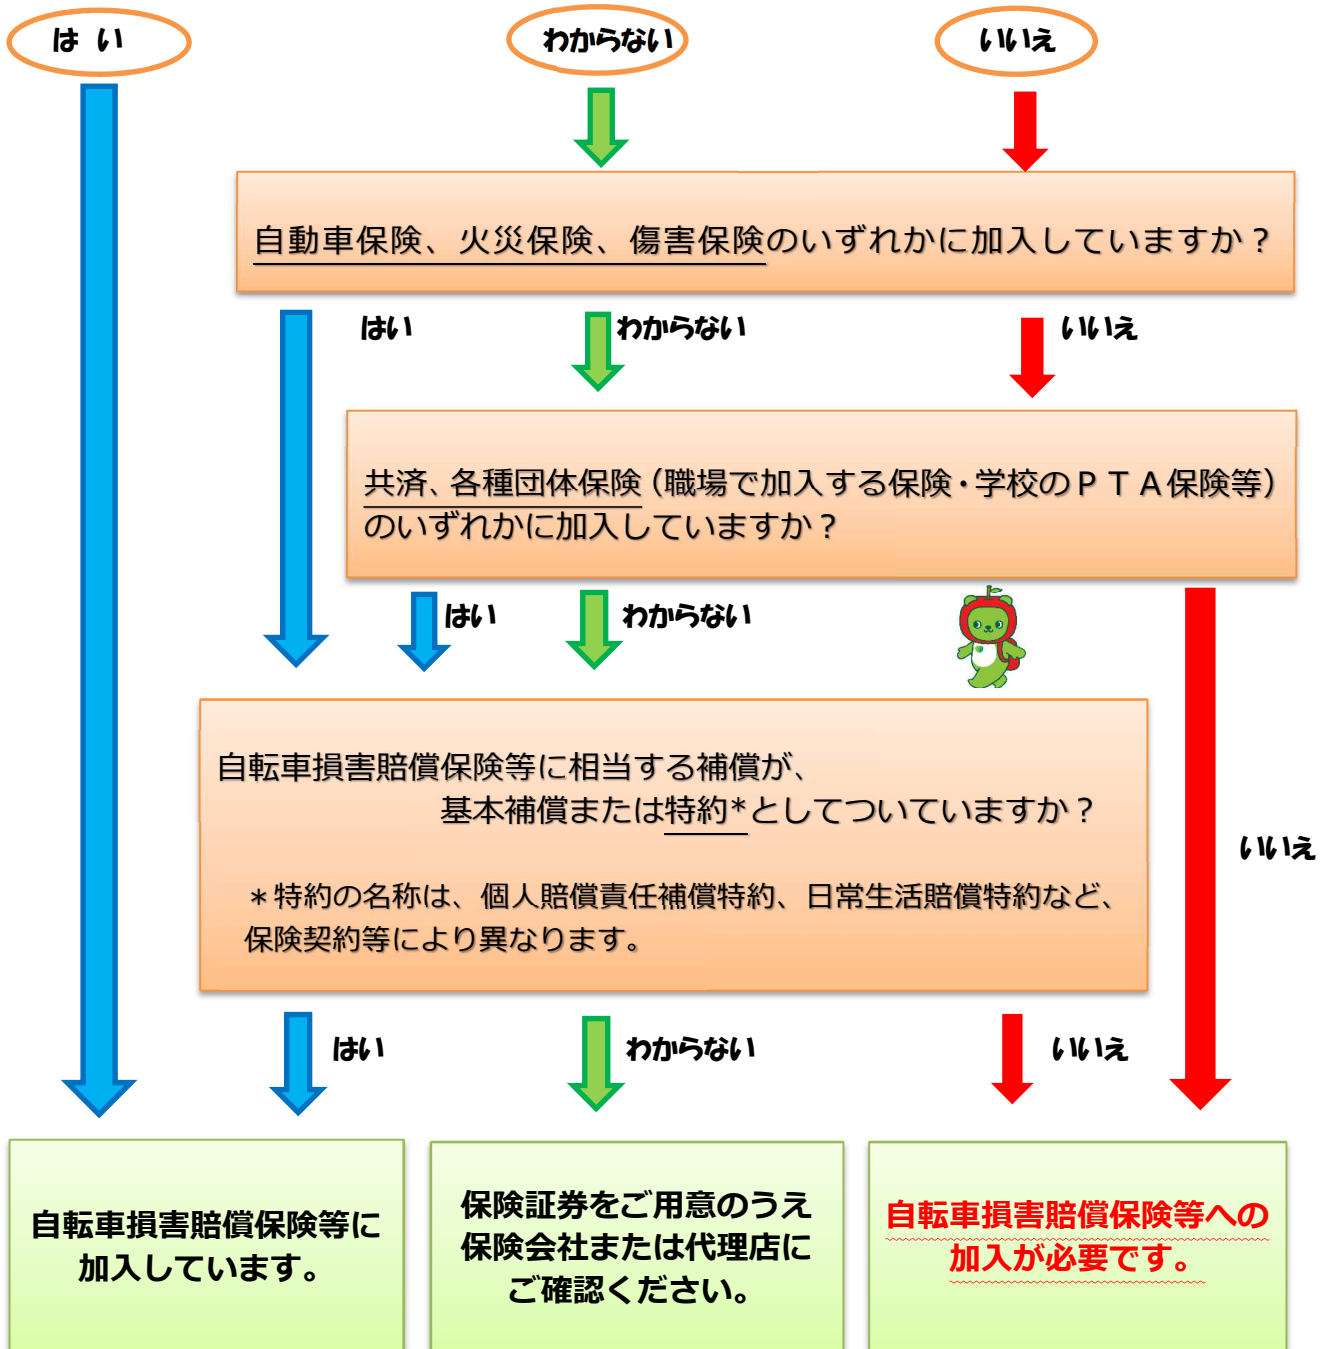 はい
わからない
いいえ
自動車保険、火災保険、傷害保険のいずれかに加入していますか？
はい
わからない
いいえ
共済、各種団体保険（職場で加入する保険・学校のＰＴＡ保険等）
のいずれかに加入していますか？
はい
わからない
いいえ
自転車損害賠償保険等に相当する補償が、
基本補償または特約*としてついていますか？
＊特約の名称は、個人賠償責任補償特約、日常生活賠償特約など、
保険契約等により異なります。
はい
わからない
いいえ
自転車損害賠償保険等に
加入しています。
保険証券をご用意のうえ
保険会社または代理店に
ご確認ください。
自転車損害賠償保険等への
加入が必要です。